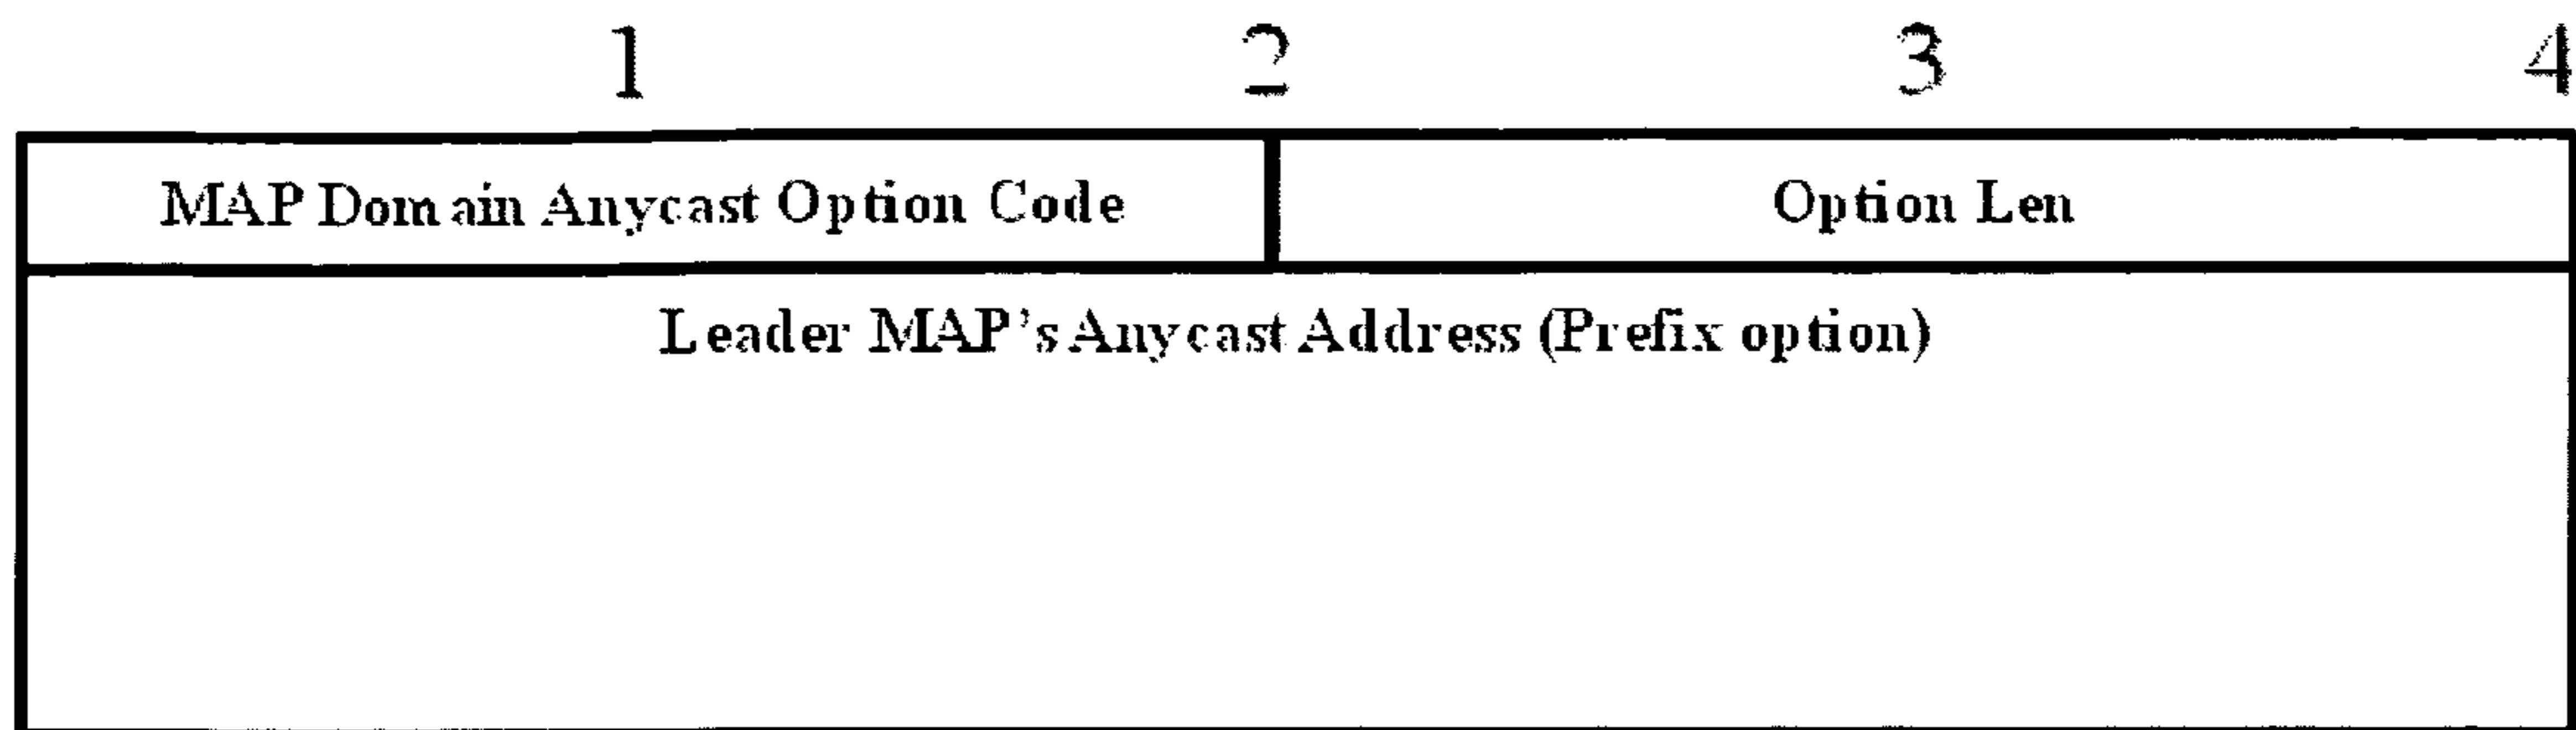 1 2 3 4
MAP Domain Anycast Option Code Option Len
Leader MAP's Anycast Address (Prefix option)